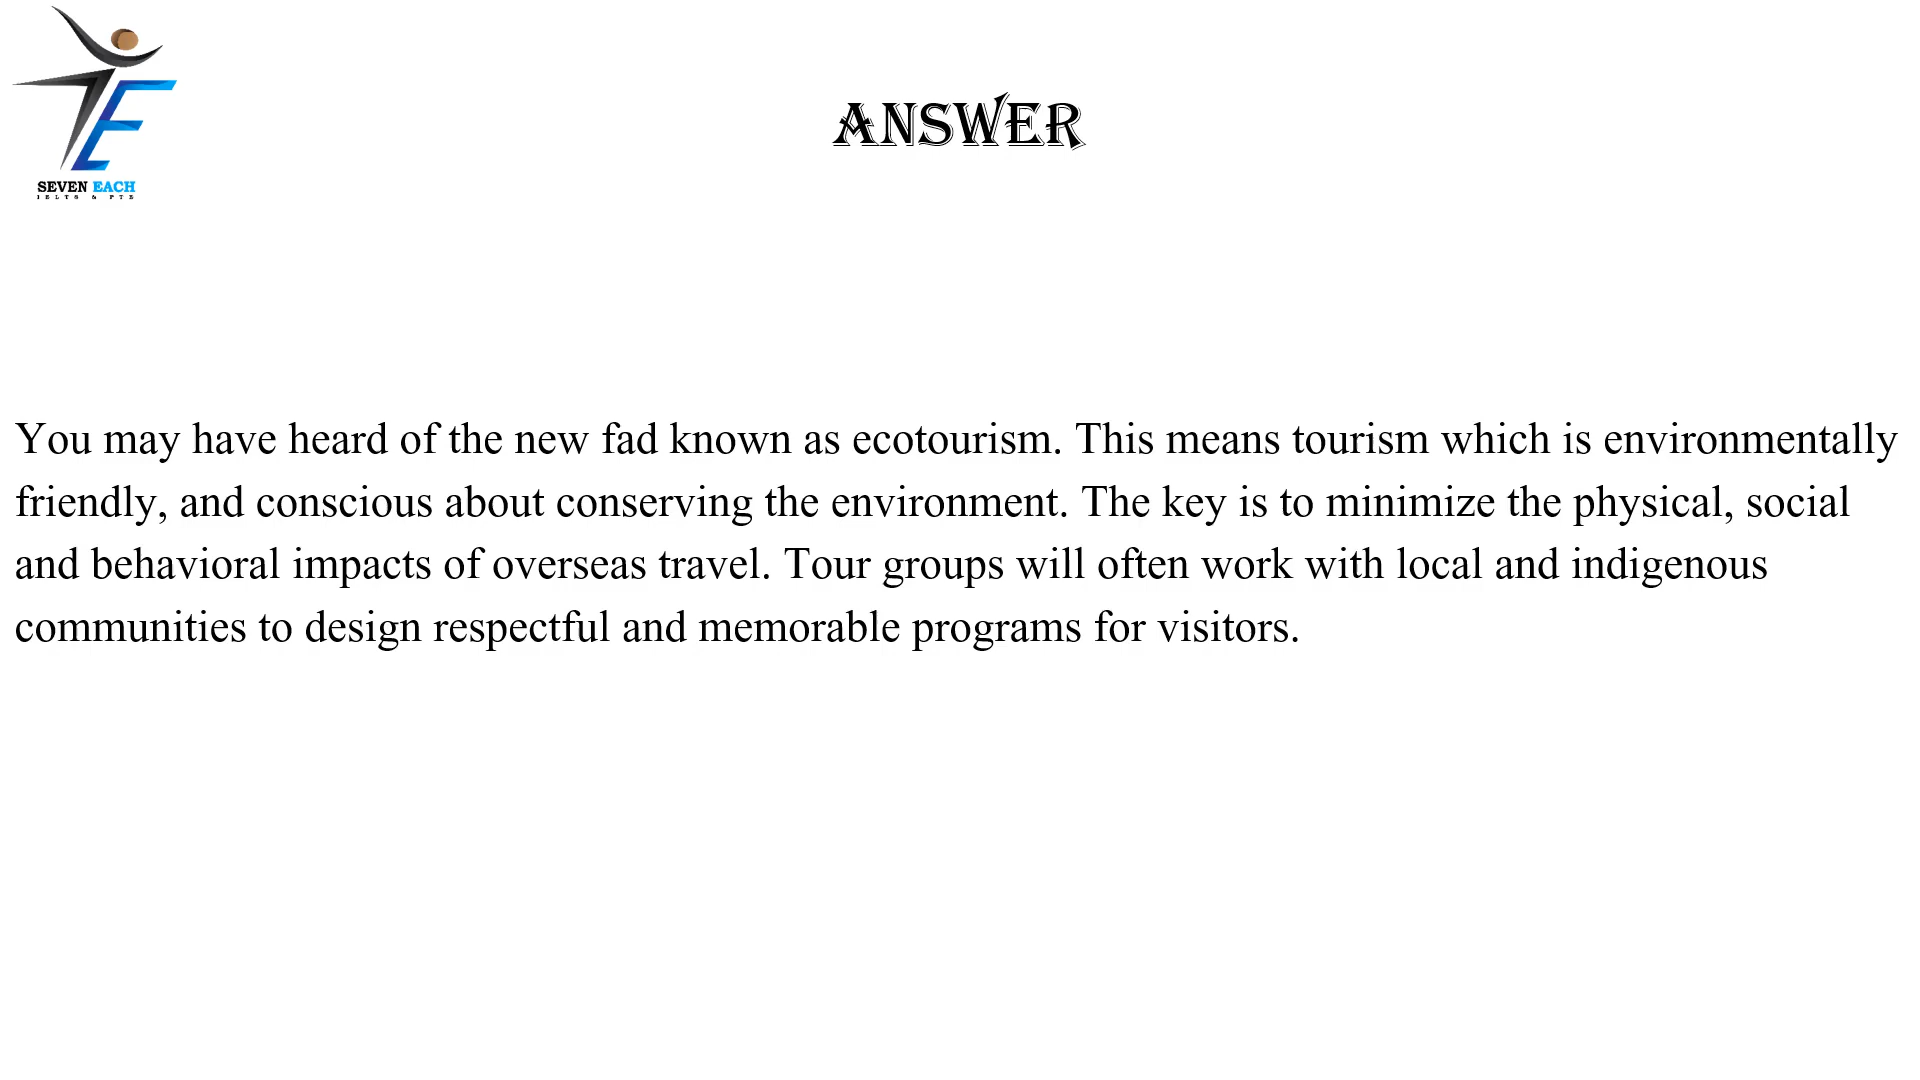 ANSWER
SEVEN EACH
IELTS & PTE
You may have heard of the new fad known as ecotourism. This means tourism which is environmentally
friendly, and conscious about conserving the environment. The key is to minimize the physical, social
and behavioral impacts of overseas travel. Tour groups will often work with local and indigenous
communities to design respectful and memorable programs for visitors.